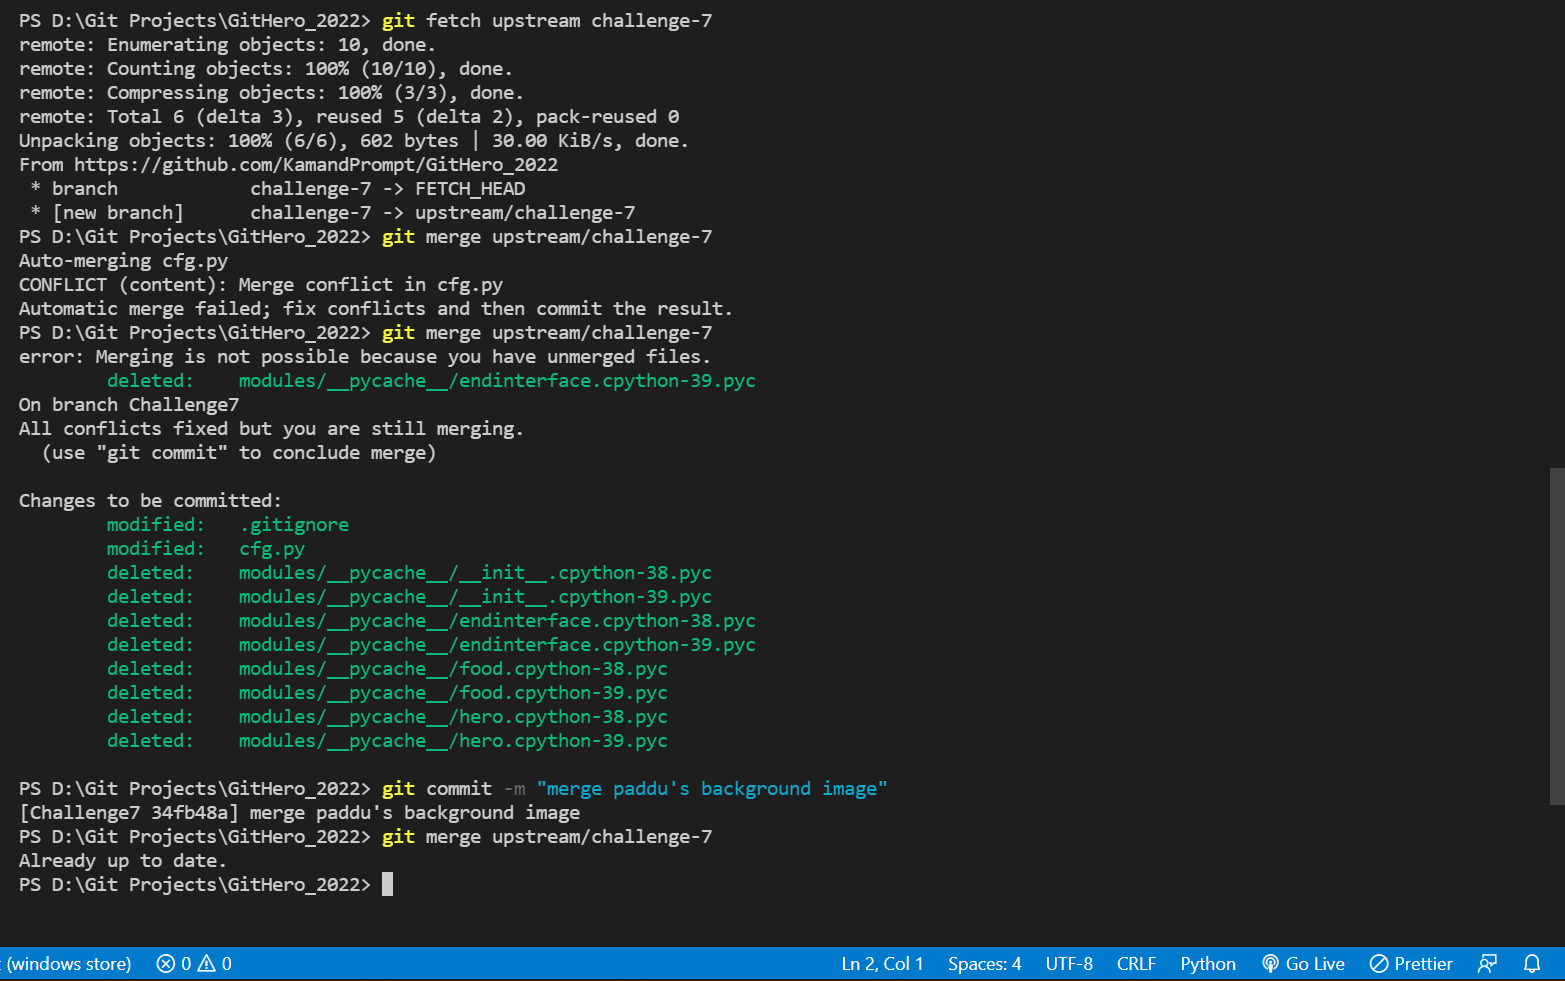 PS D:\Git Projects\GitHero_2022> git fetch upstream challenge-7
remote: Enumerating objects: 10, done.
remote: Counting objects: 100% (10/10), done.
remote: Compressing objects: 100% (3/3), done.
remote: Total 6 (delta 3), reused 5 (delta 2), pack-reused 0
Unpacking objects: 100% (6/6), 602 bytes | 30.00 KiB/s, done.
From https://github.com/KamandPrompt/GitHero_2022
 * branch            challenge-7 -> FETCH_HEAD
 * [new branch]      challenge-7 -> upstream/challenge-7
PS D:\Git Projects\GitHero_2022> git merge upstream/challenge-7
Auto-merging cfg.py
CONFLICT (content): Merge conflict in cfg.py
Automatic merge failed; fix conflicts and then commit the result.
PS D:\Git Projects\GitHero_2022> git merge upstream/challenge-7
error: Merging is not possible because you have unmerged files.
        deleted:    modules/__pycache__/endinterface.cpython-39.pyc
On branch Challenge7
All conflicts fixed but you are still merging.
  (use "git commit" to conclude merge)

Changes to be committed:
        modified:   .gitignore
        modified:   cfg.py
        deleted:    modules/__pycache__/__init__.cpython-38.pyc
        deleted:    modules/__pycache__/__init__.cpython-39.pyc
        deleted:    modules/__pycache__/endinterface.cpython-38.pyc
        deleted:    modules/__pycache__/endinterface.cpython-39.pyc
        deleted:    modules/__pycache__/food.cpython-38.pyc
        deleted:    modules/__pycache__/food.cpython-39.pyc
        deleted:    modules/__pycache__/hero.cpython-38.pyc
        deleted:    modules/__pycache__/hero.cpython-39.pyc

PS D:\Git Projects\GitHero_2022> git commit -m "merge paddu's background image"
[Challenge7 34fb48a] merge paddu's background image
PS D:\Git Projects\GitHero_2022> git merge upstream/challenge-7
Already up to date.
PS D:\Git Projects\GitHero_2022>
(windows store) 0 0 Ln 2, Col 1 Spaces: 4 UTF-8 CRLF Python Go Live Prettier